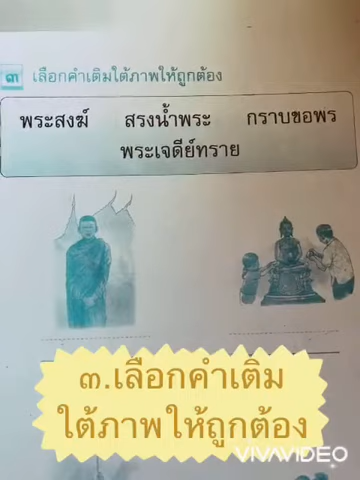 ๓ เลือกคำเติมใต้ภาพให้ถูกต้อง
พระสงฆ์ สรงน้ำพระ กราบขอพร
พระเจดีย์ทราย
๓.เลือกคำเติม
ใต้ภาพให้ถูกต้อง
VIVAVIDEO